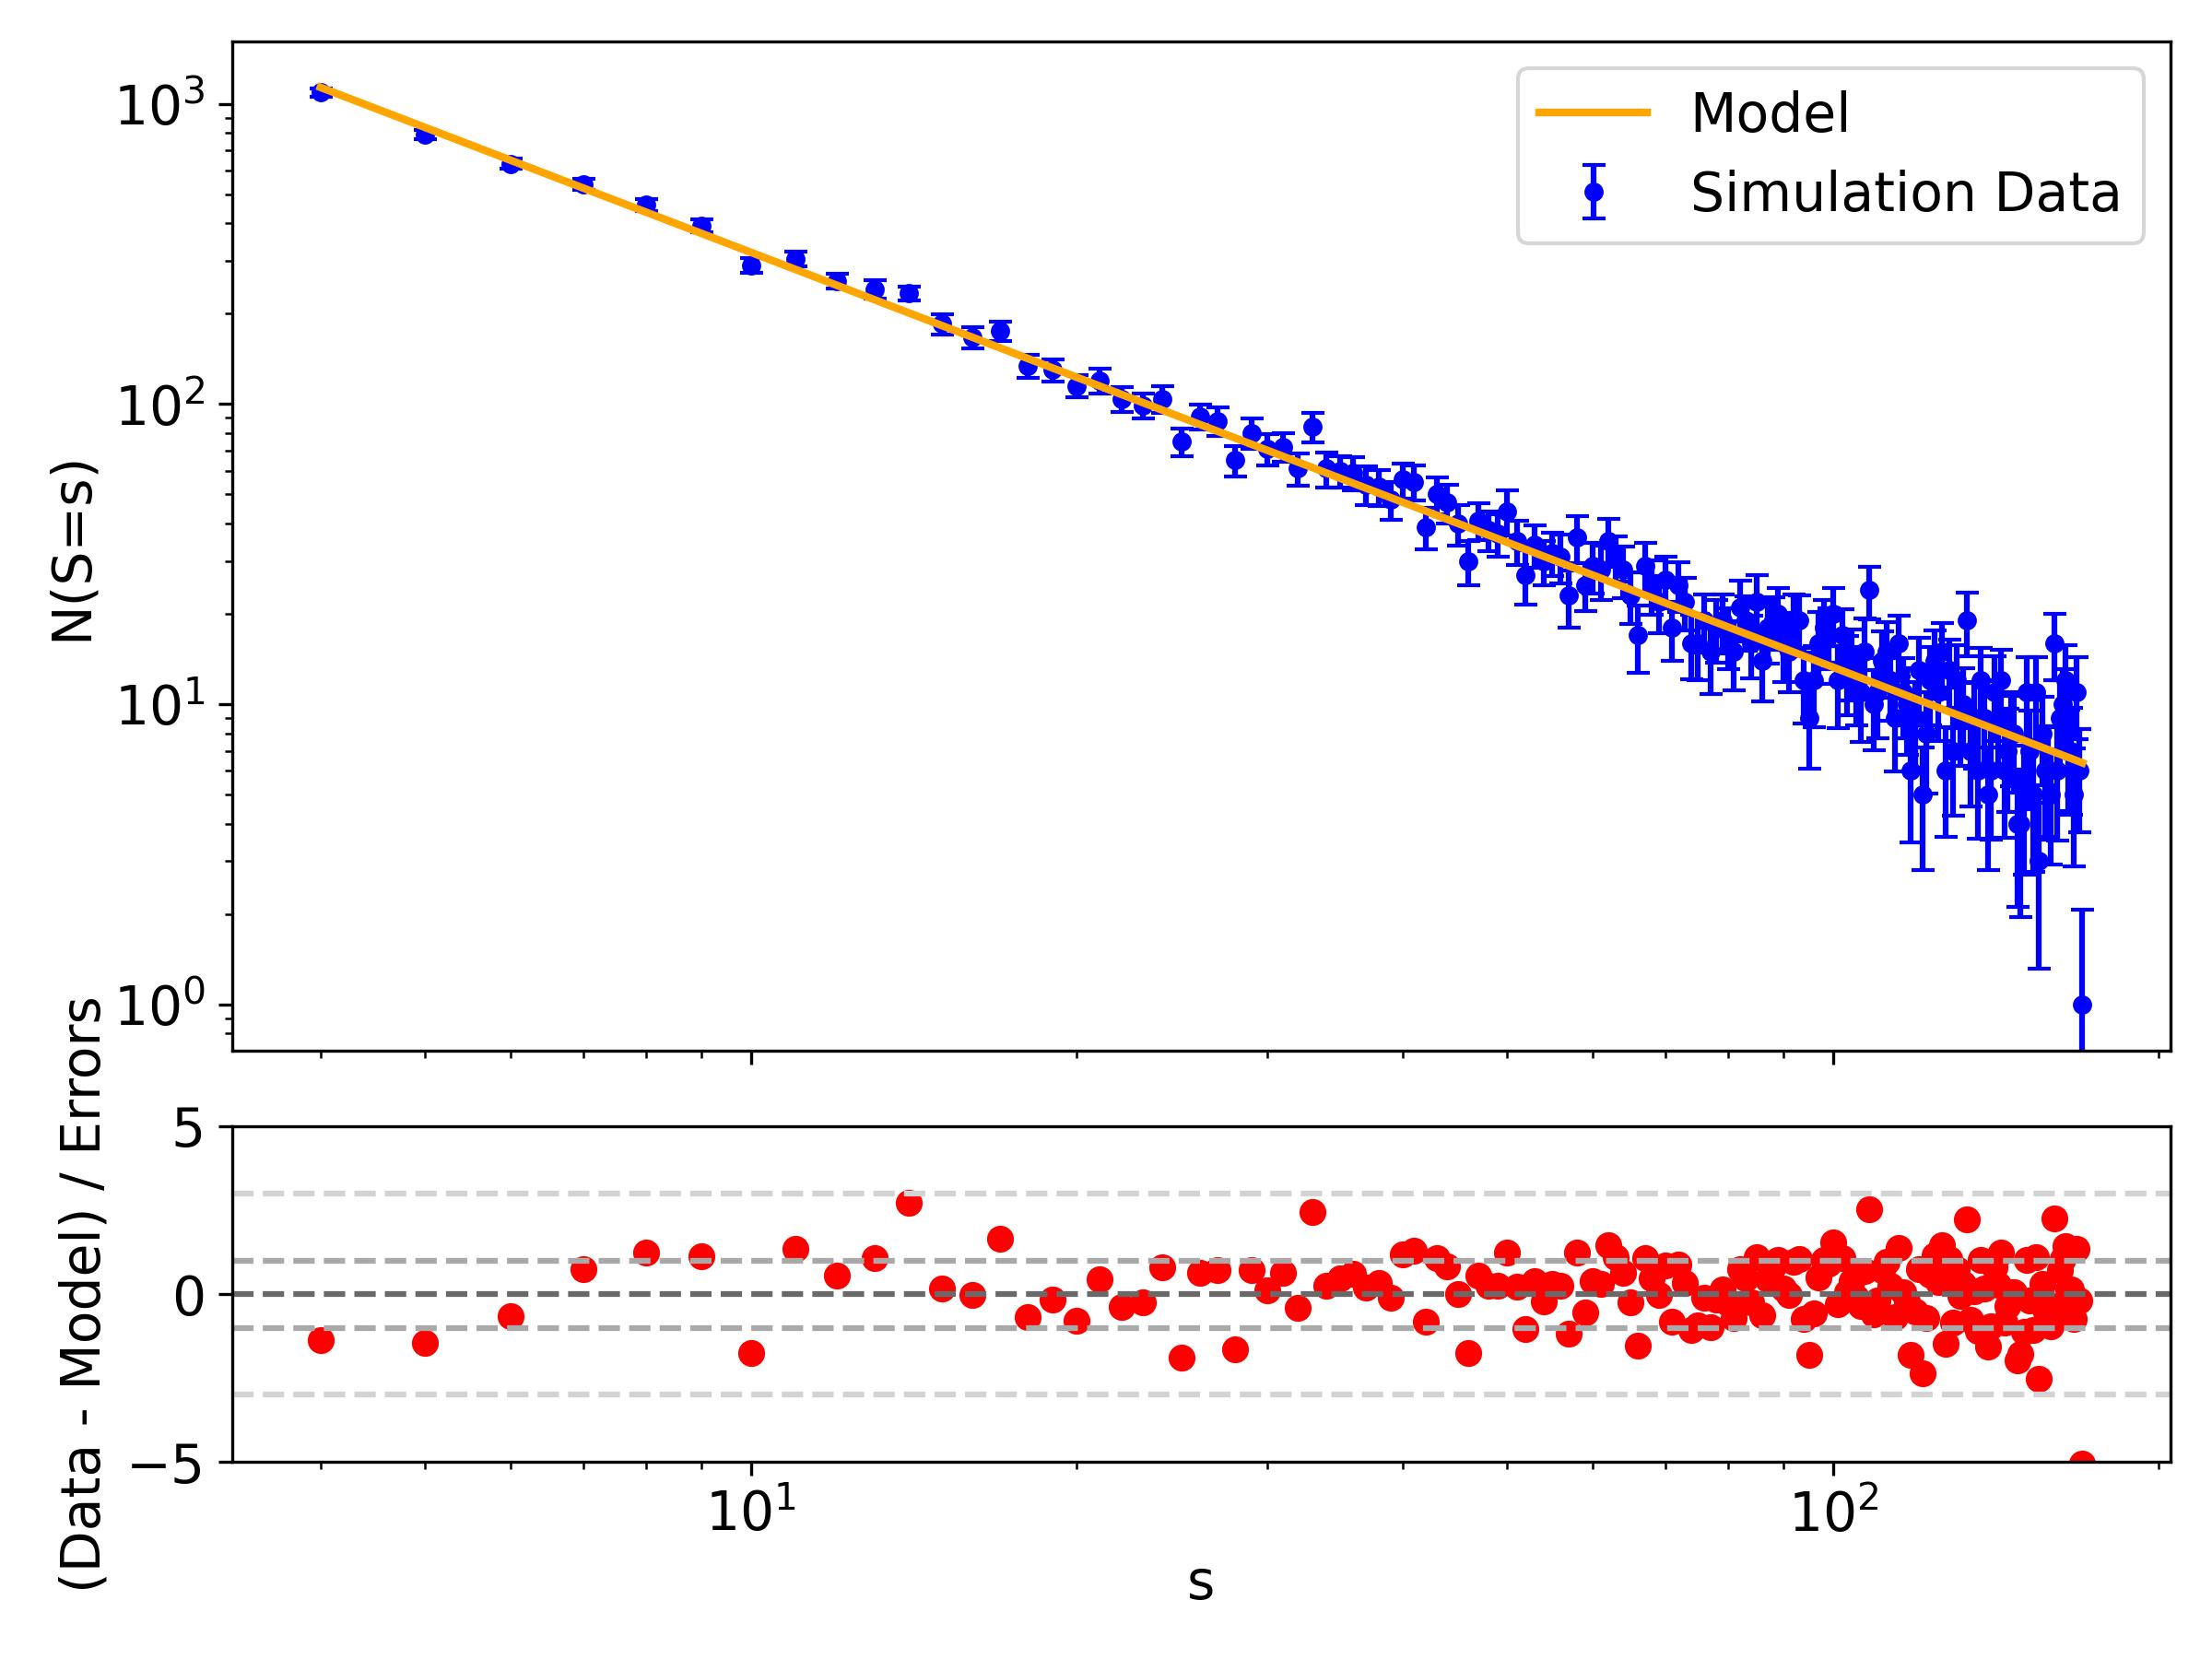 10³
10²
10¹
10⁰
N(S=s)
Model
Simulation Data
5
0
−5
(Data - Model) / Errors
10¹
10²
s